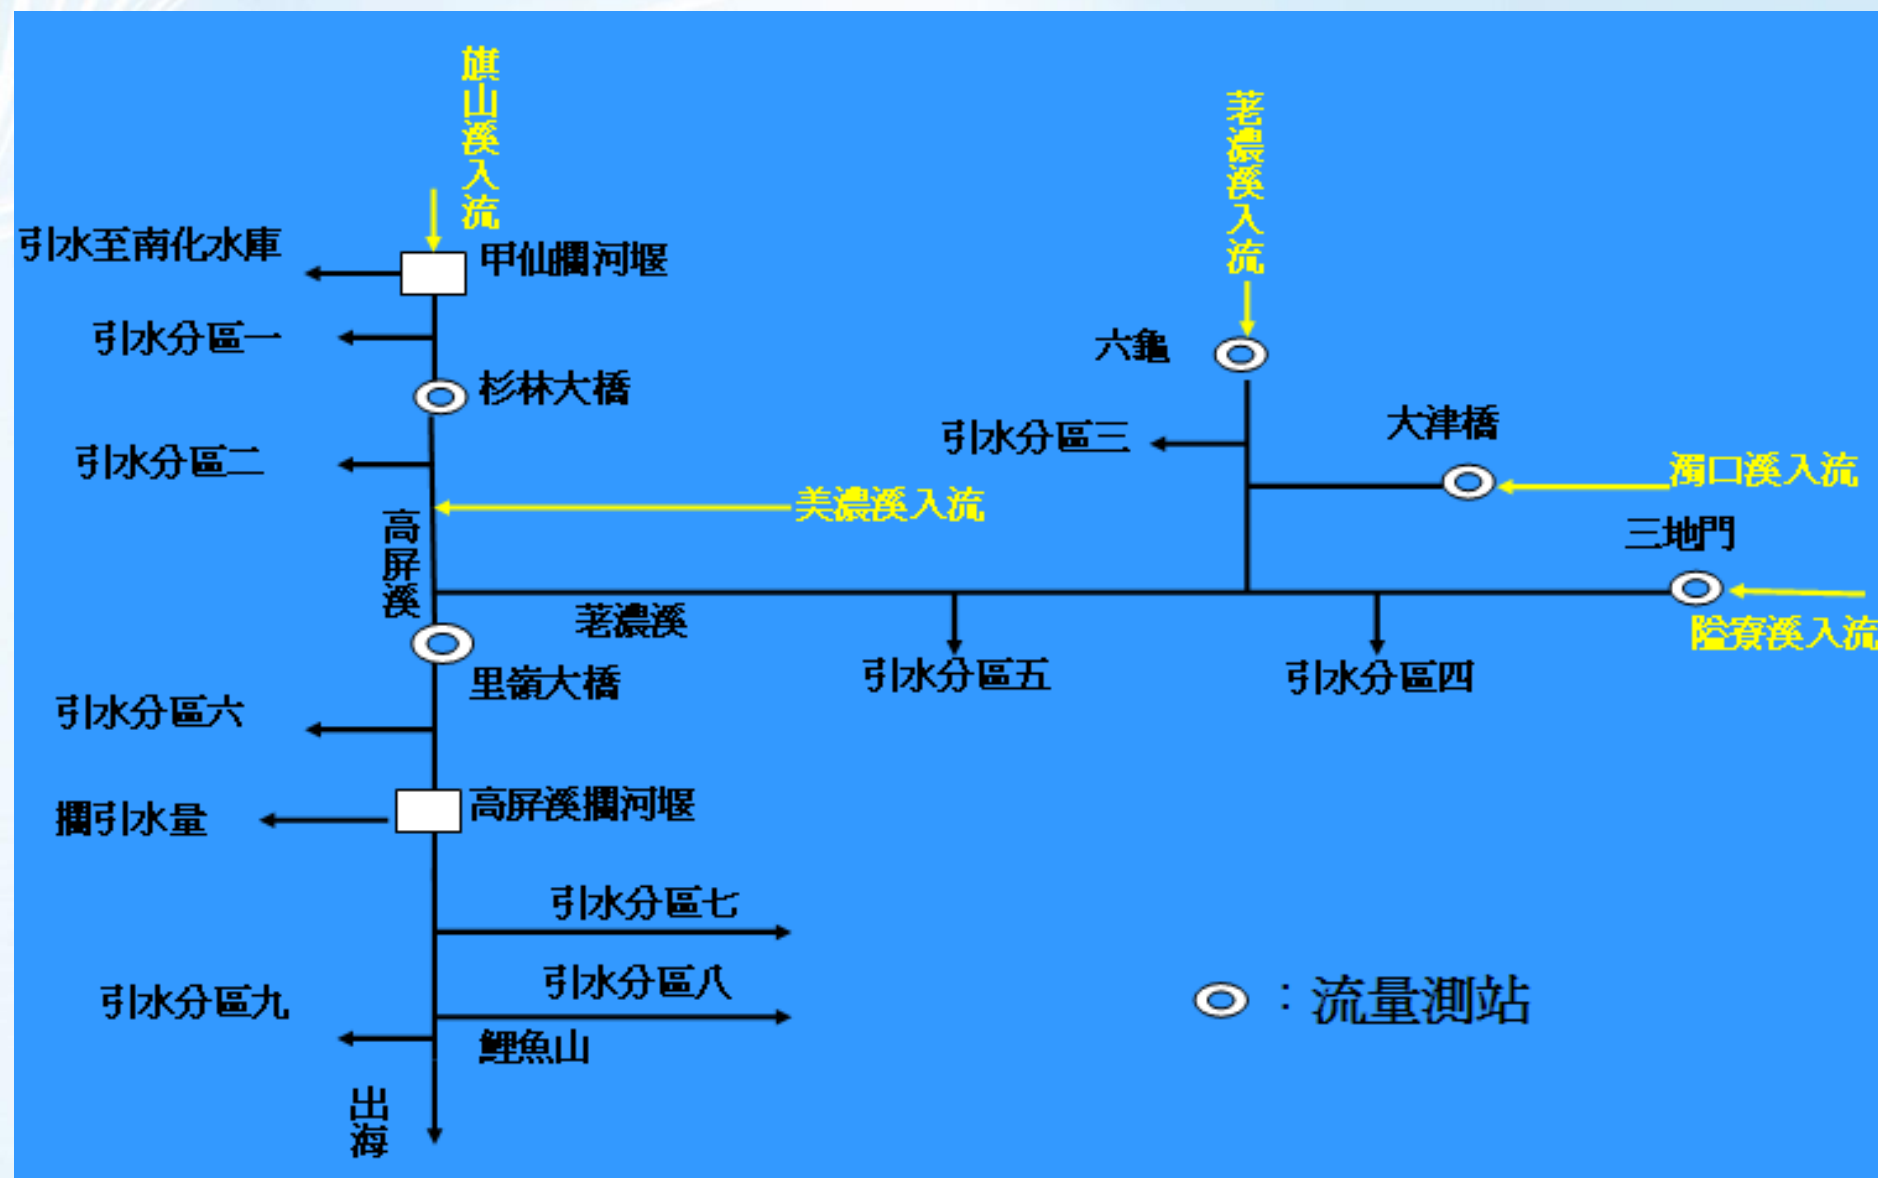 旗山溪入流
荖濃溪入流
引水至南化水庫
甲仙攔河堰
引水分區一
六龜
杉林大橋
引水分區三
大津橋
引水分區二
濁口溪入流
美濃溪入流
三地門
高屏溪
荖濃溪
隘寮溪入流
里嶺大橋
引水分區五
引水分區四
引水分區六
攔引水量
高屏溪攔河堰
引水分區七
引水分區八
引水分區九
：流量測站
鯉魚山
出海